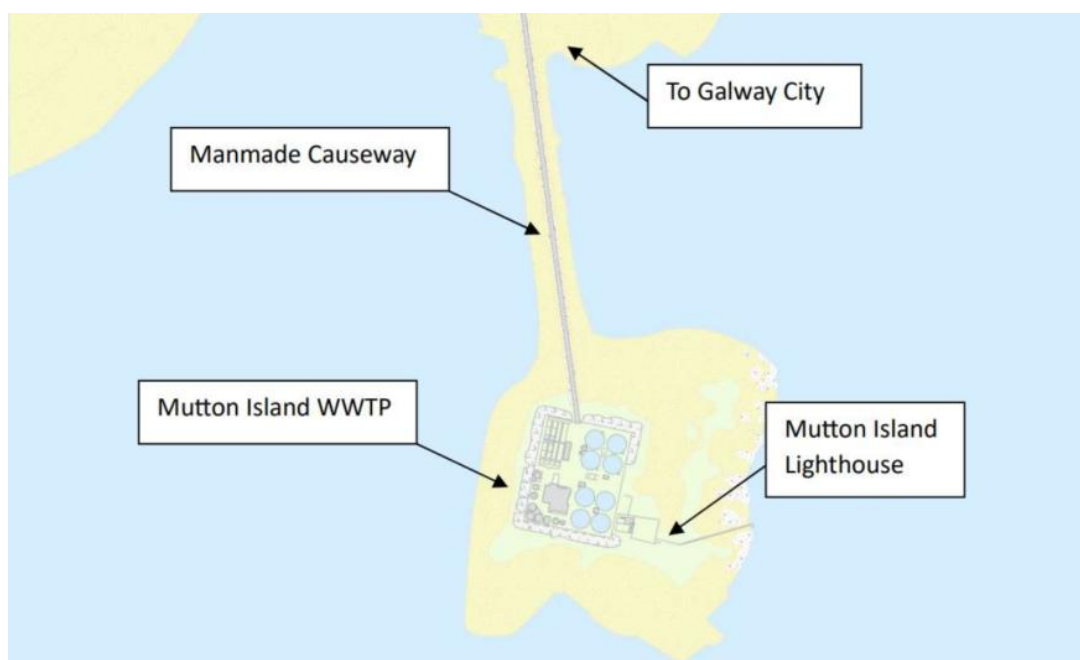 To Galway City
Manmade Causeway
Mutton Island WWTP
Mutton Island
Lighthouse